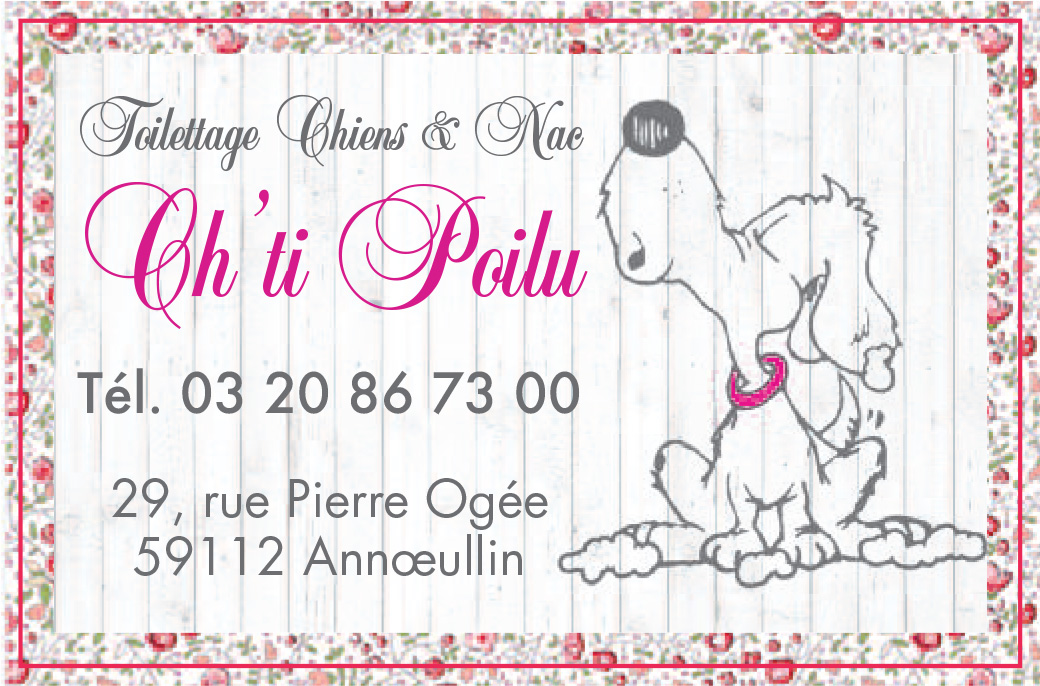 Toilettage Chiens & Nac
Ch'ti Poilu
Tél. 03 20 86 73 00
29, rue Pierre Ogée
59112 Annœullin